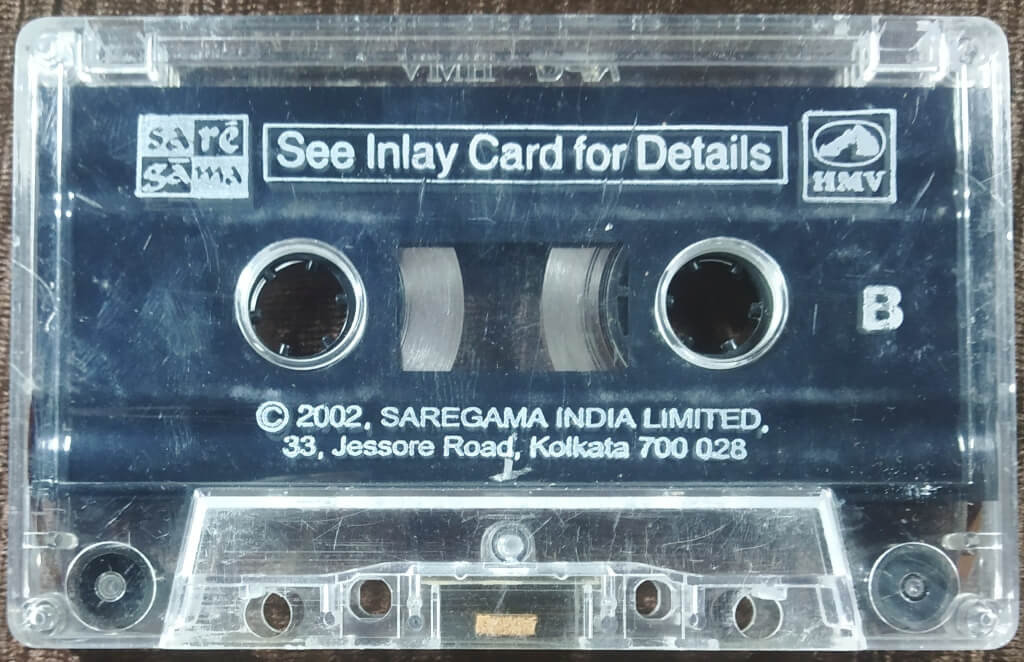 sa rē
gā ma
See Inlay Card for Details
HMV
B
© 2002, SAREGAMA INDIA LIMITED,
33, Jessore Road, Kolkata 700 028